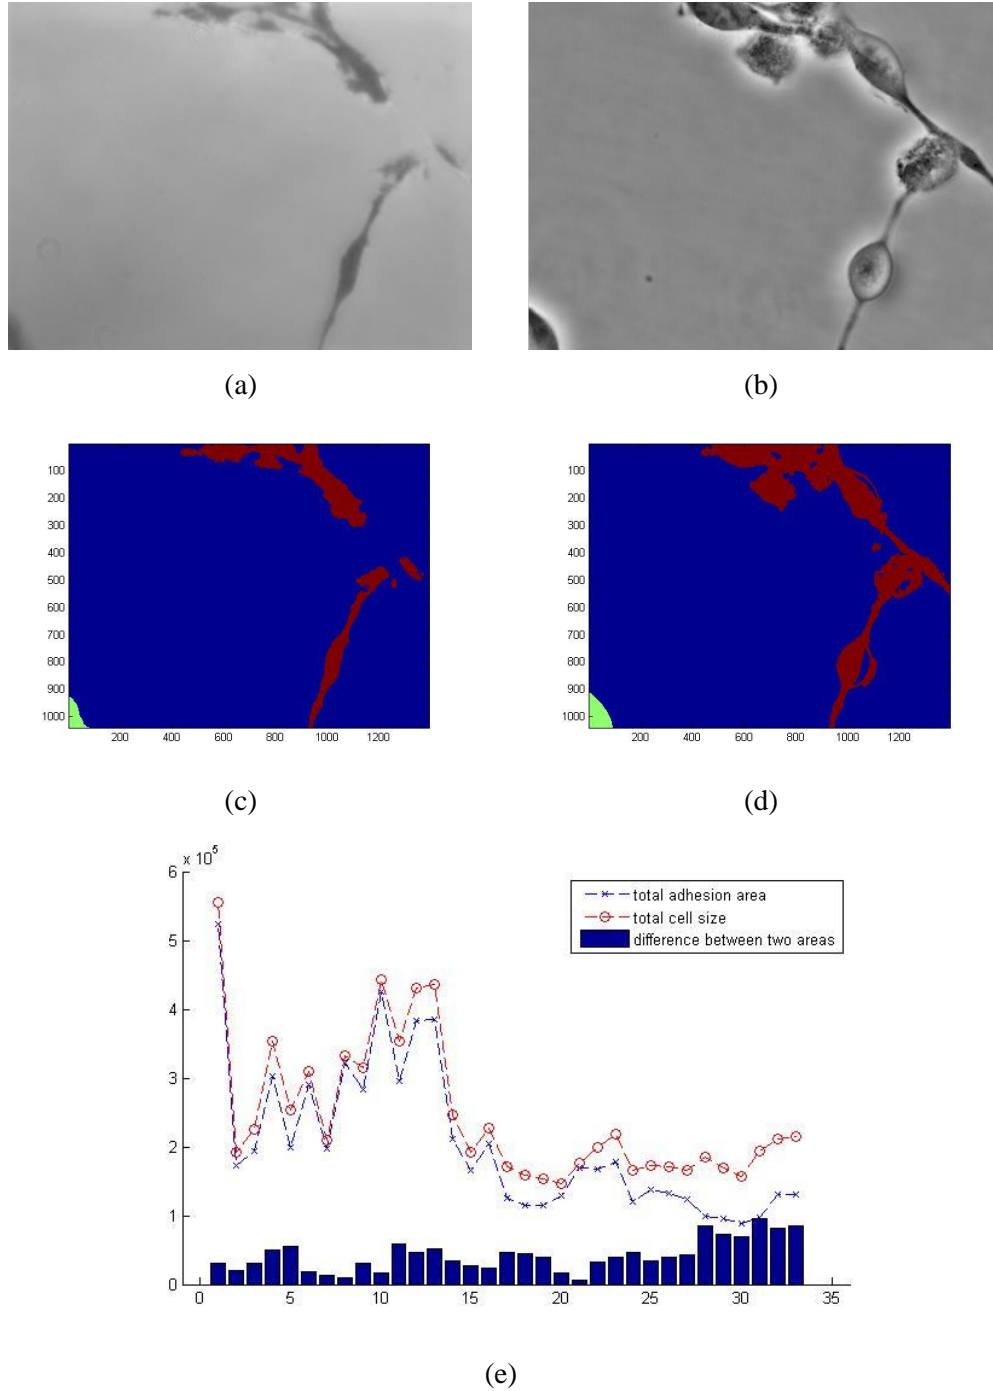 (a)
(b)
100
200
300
400
500
600
700
800
900
1000
200 400 600 800 1000 1200
100
200
300
400
500
600
700
800
900
1000
200 400 600 800 1000 1200
(c)
(d)
x 10^5
6
5
4
3
2
1
0
0 5 10 15 20 25 30 35
total adhesion area
total cell size
difference between two areas
(e)